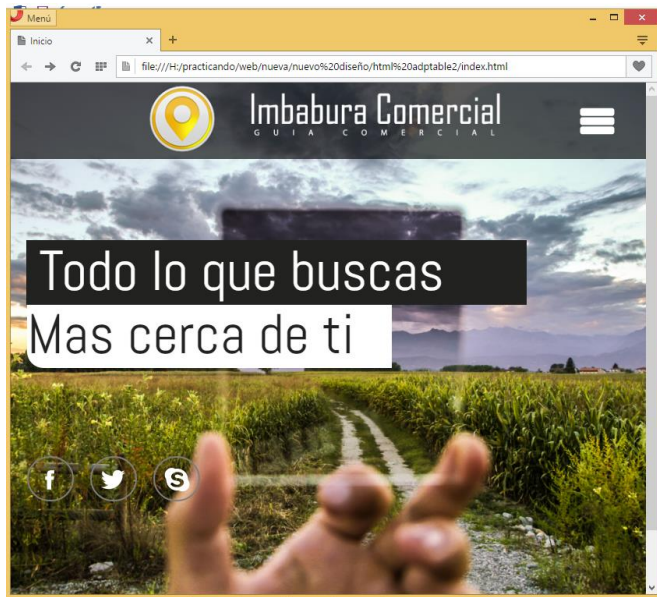 Menú
Inicio
file:///H:/practicando/web/nueva/nuevo%20diseño/html%20adptable2/index.html
Imbabura Comercial
GUIA COMERCIAL
Todo lo que buscas
Mas cerca de ti